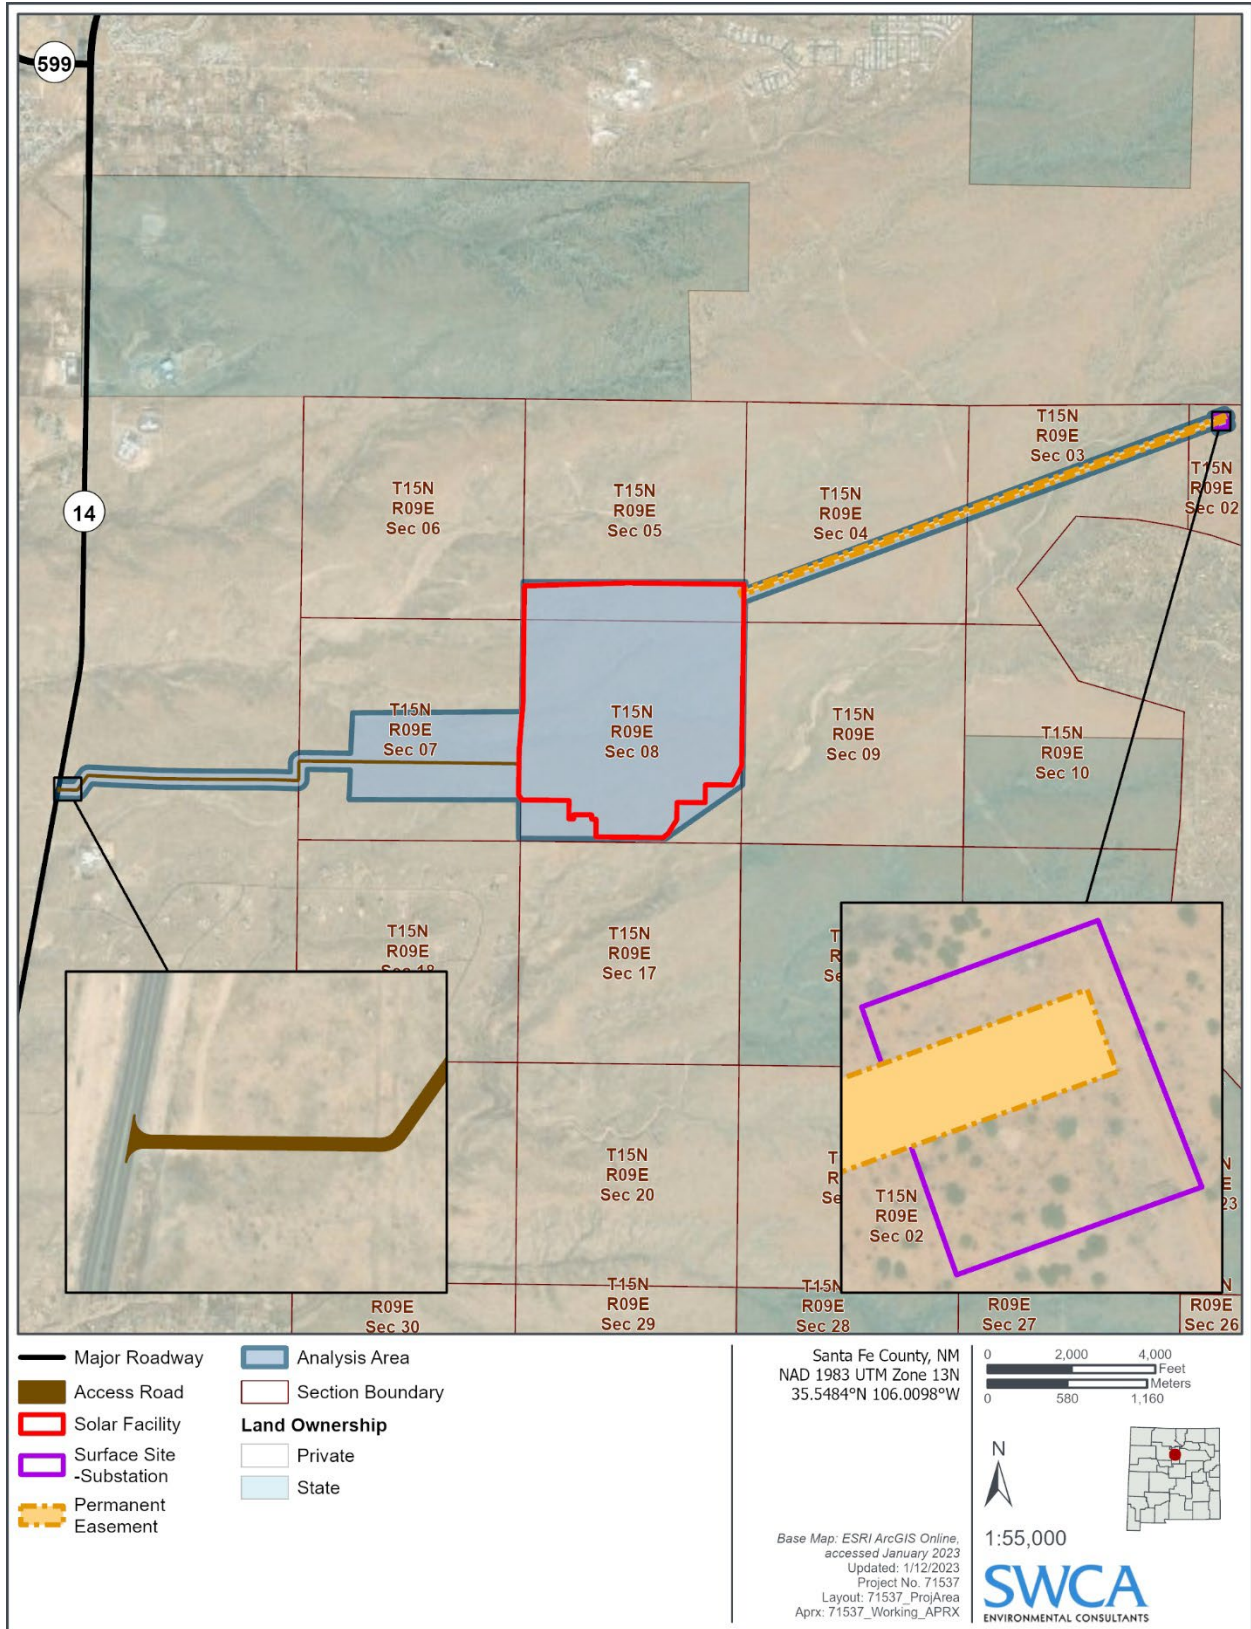 599
14
T15N
R09E
Sec 03
T15N
R09E
Sec 02
T15N
R09E
Sec 06
T15N
R09E
Sec 05
T15N
R09E
Sec 04
T15N
R09E
Sec 07
T15N
R09E
Sec 08
T15N
R09E
Sec 09
T15N
R09E
Sec 10
T15N
R09E
Sec 18
T15N
R09E
Sec 17
T
R
Se
T15N
R09E
Sec 20
T
R
Se
T15N
R09E
Sec 02
N
E
23
R09E
Sec 30
T15N
R09E
Sec 29
T15N
R09E
Sec 28
R09E
Sec 27
N
R09E
Sec 26
Major Roadway
Access Road
Solar Facility
Surface Site
-Substation
Permanent
Easement
Analysis Area
Section Boundary
Land Ownership
Private
State
Santa Fe County, NM
NAD 1983 UTM Zone 13N
35.5484°N 106.0098°W
Base Map: ESRI ArcGIS Online,
accessed January 2023
Updated: 1/12/2023
Project No. 71537
Layout: 71537_ProjArea
Aprx: 71537_Working_APRX
0 2,000 4,000
Feet
Meters
0 580 1,160
N
1:55,000
SWCA
ENVIRONMENTAL CONSULTANTS